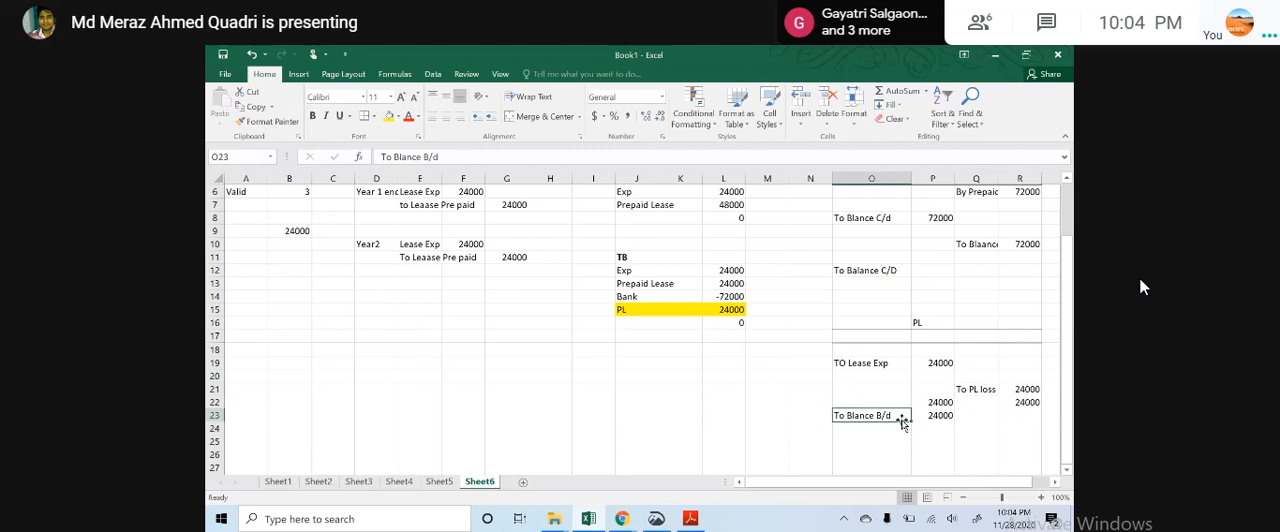 Md Meraz Ahmed Quadri is presenting
G
Gayatri Salgaon...
and 3 more
6
10:04 PM
You
Book1 - Excel
File Home Insert Page Layout Formulas Data Review View Tell me what you want to do... Share
Paste
Cut
Copy
Format Painter
Clipboard
Calibri 11
B I U
Font
Wrap Text
Merge & Center
Alignment
General
$ % ,
Number
Conditional Formatting
Format as Table
Cell Styles
Styles
Insert Delete Format
Cells
AutoSum
Fill
Clear
Sort & Filter
Find & Select
Editing
O23 fx To Blance B/d
A B C D E F G H I J K L M N O P Q R
6 Valid 3 Year 1 end Lease Exp 24000 Exp 24000 By Prepaid 72000
7 to Leaase Pre paid 24000 Prepaid Lease 48000
8 0 To Blance C/d 72000
9 24000
10 Year2 Lease Exp 24000 To Blaance 72000
11 To Leaase Pre paid 24000 TB
12 Exp 24000 To Balance C/D
13 Prepaid Lease 24000
14 Bank -72000
15 PL 24000
16 0 PL
17
18
19 TO Lease Exp 24000
20
21 To PL loss 24000
22 24000 24000
23 To Blance B/d 24000
24
25
26
27
Sheet1 Sheet2 Sheet3 Sheet4 Sheet5 Sheet6
Ready 100%
Type here to search
10:04 PM
11/28/2020
Activate Windows